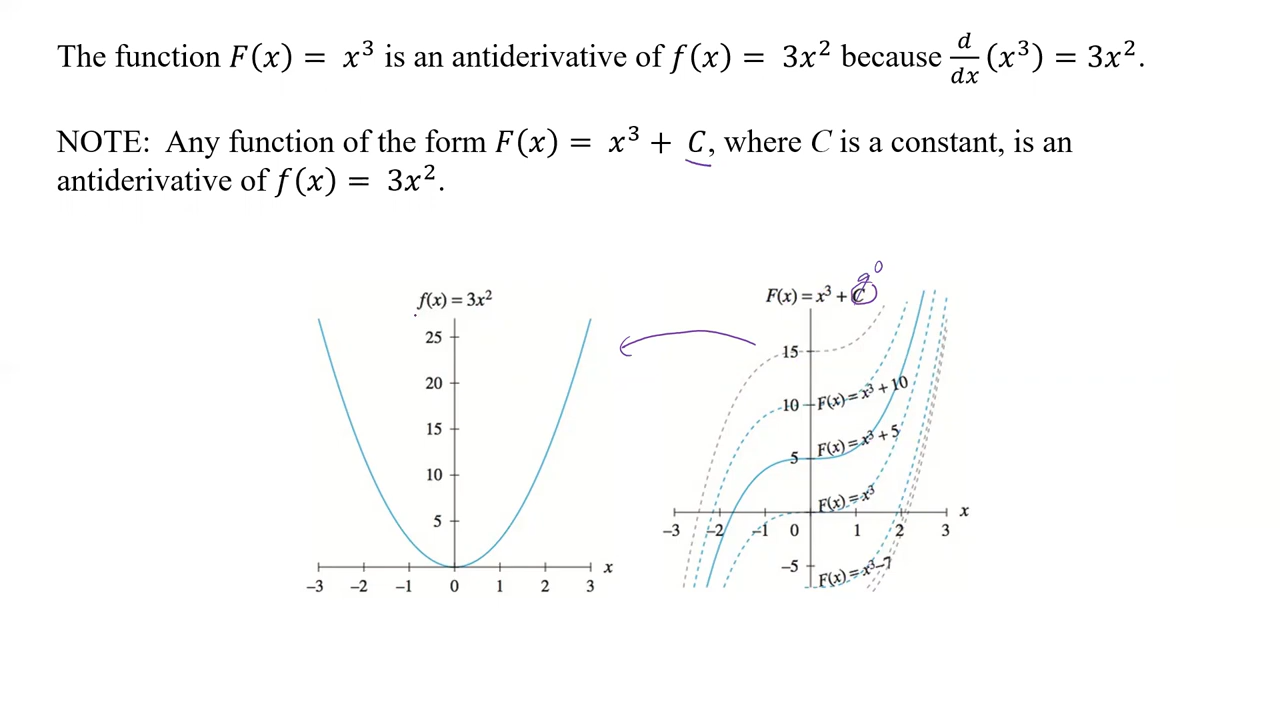 The function F(x) = x³ is an antiderivative of f(x) = 3x² because d/dx (x³) = 3x².
NOTE: Any function of the form F(x) = x³ + C, where C is a constant, is an
antiderivative of f(x) = 3x².
f(x) = 3x²
25
20
15
10
5
–3 –2 –1 0 1 2 3 x
F(x) = x³ + C
15
10 F(x) = x³ + 10
5 F(x) = x³ + 5
F(x) = x³
–3 –2 –1 0 1 2 3 x
–5
F(x) = x³–7